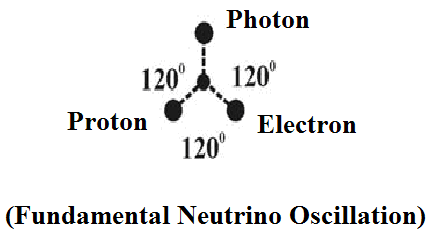 Photon
120⁰ 120⁰
Proton Electron
120⁰
(Fundamental Neutrino Oscillation)